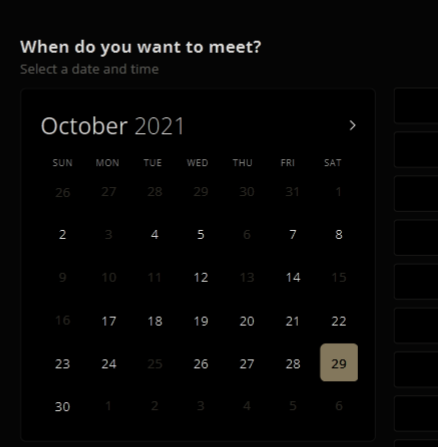 When do you want to meet?
Select a date and time
October 2021
SUN MON TUE WED THU FRI SAT
26 27 28 29 30 31 1
2 3 4 5 6 7 8
9 10 11 12 13 14 15
16 17 18 19 20 21 22
23 24 25 26 27 28 29
30 1 2 3 4 5 6